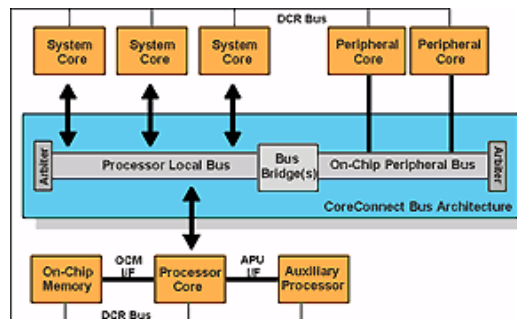 DCR Bus
System
Core
System
Core
System
Core
Peripheral
Core
Peripheral
Core
Arbiter
Processor Local Bus
Bus
Bridge(s)
On-Chip Peripheral Bus
Arbiter
CoreConnect Bus Architecture
On-Chip
Memory
OCM
I/F
Processor
Core
APU
I/F
Auxiliary
Processor
DCR Bus